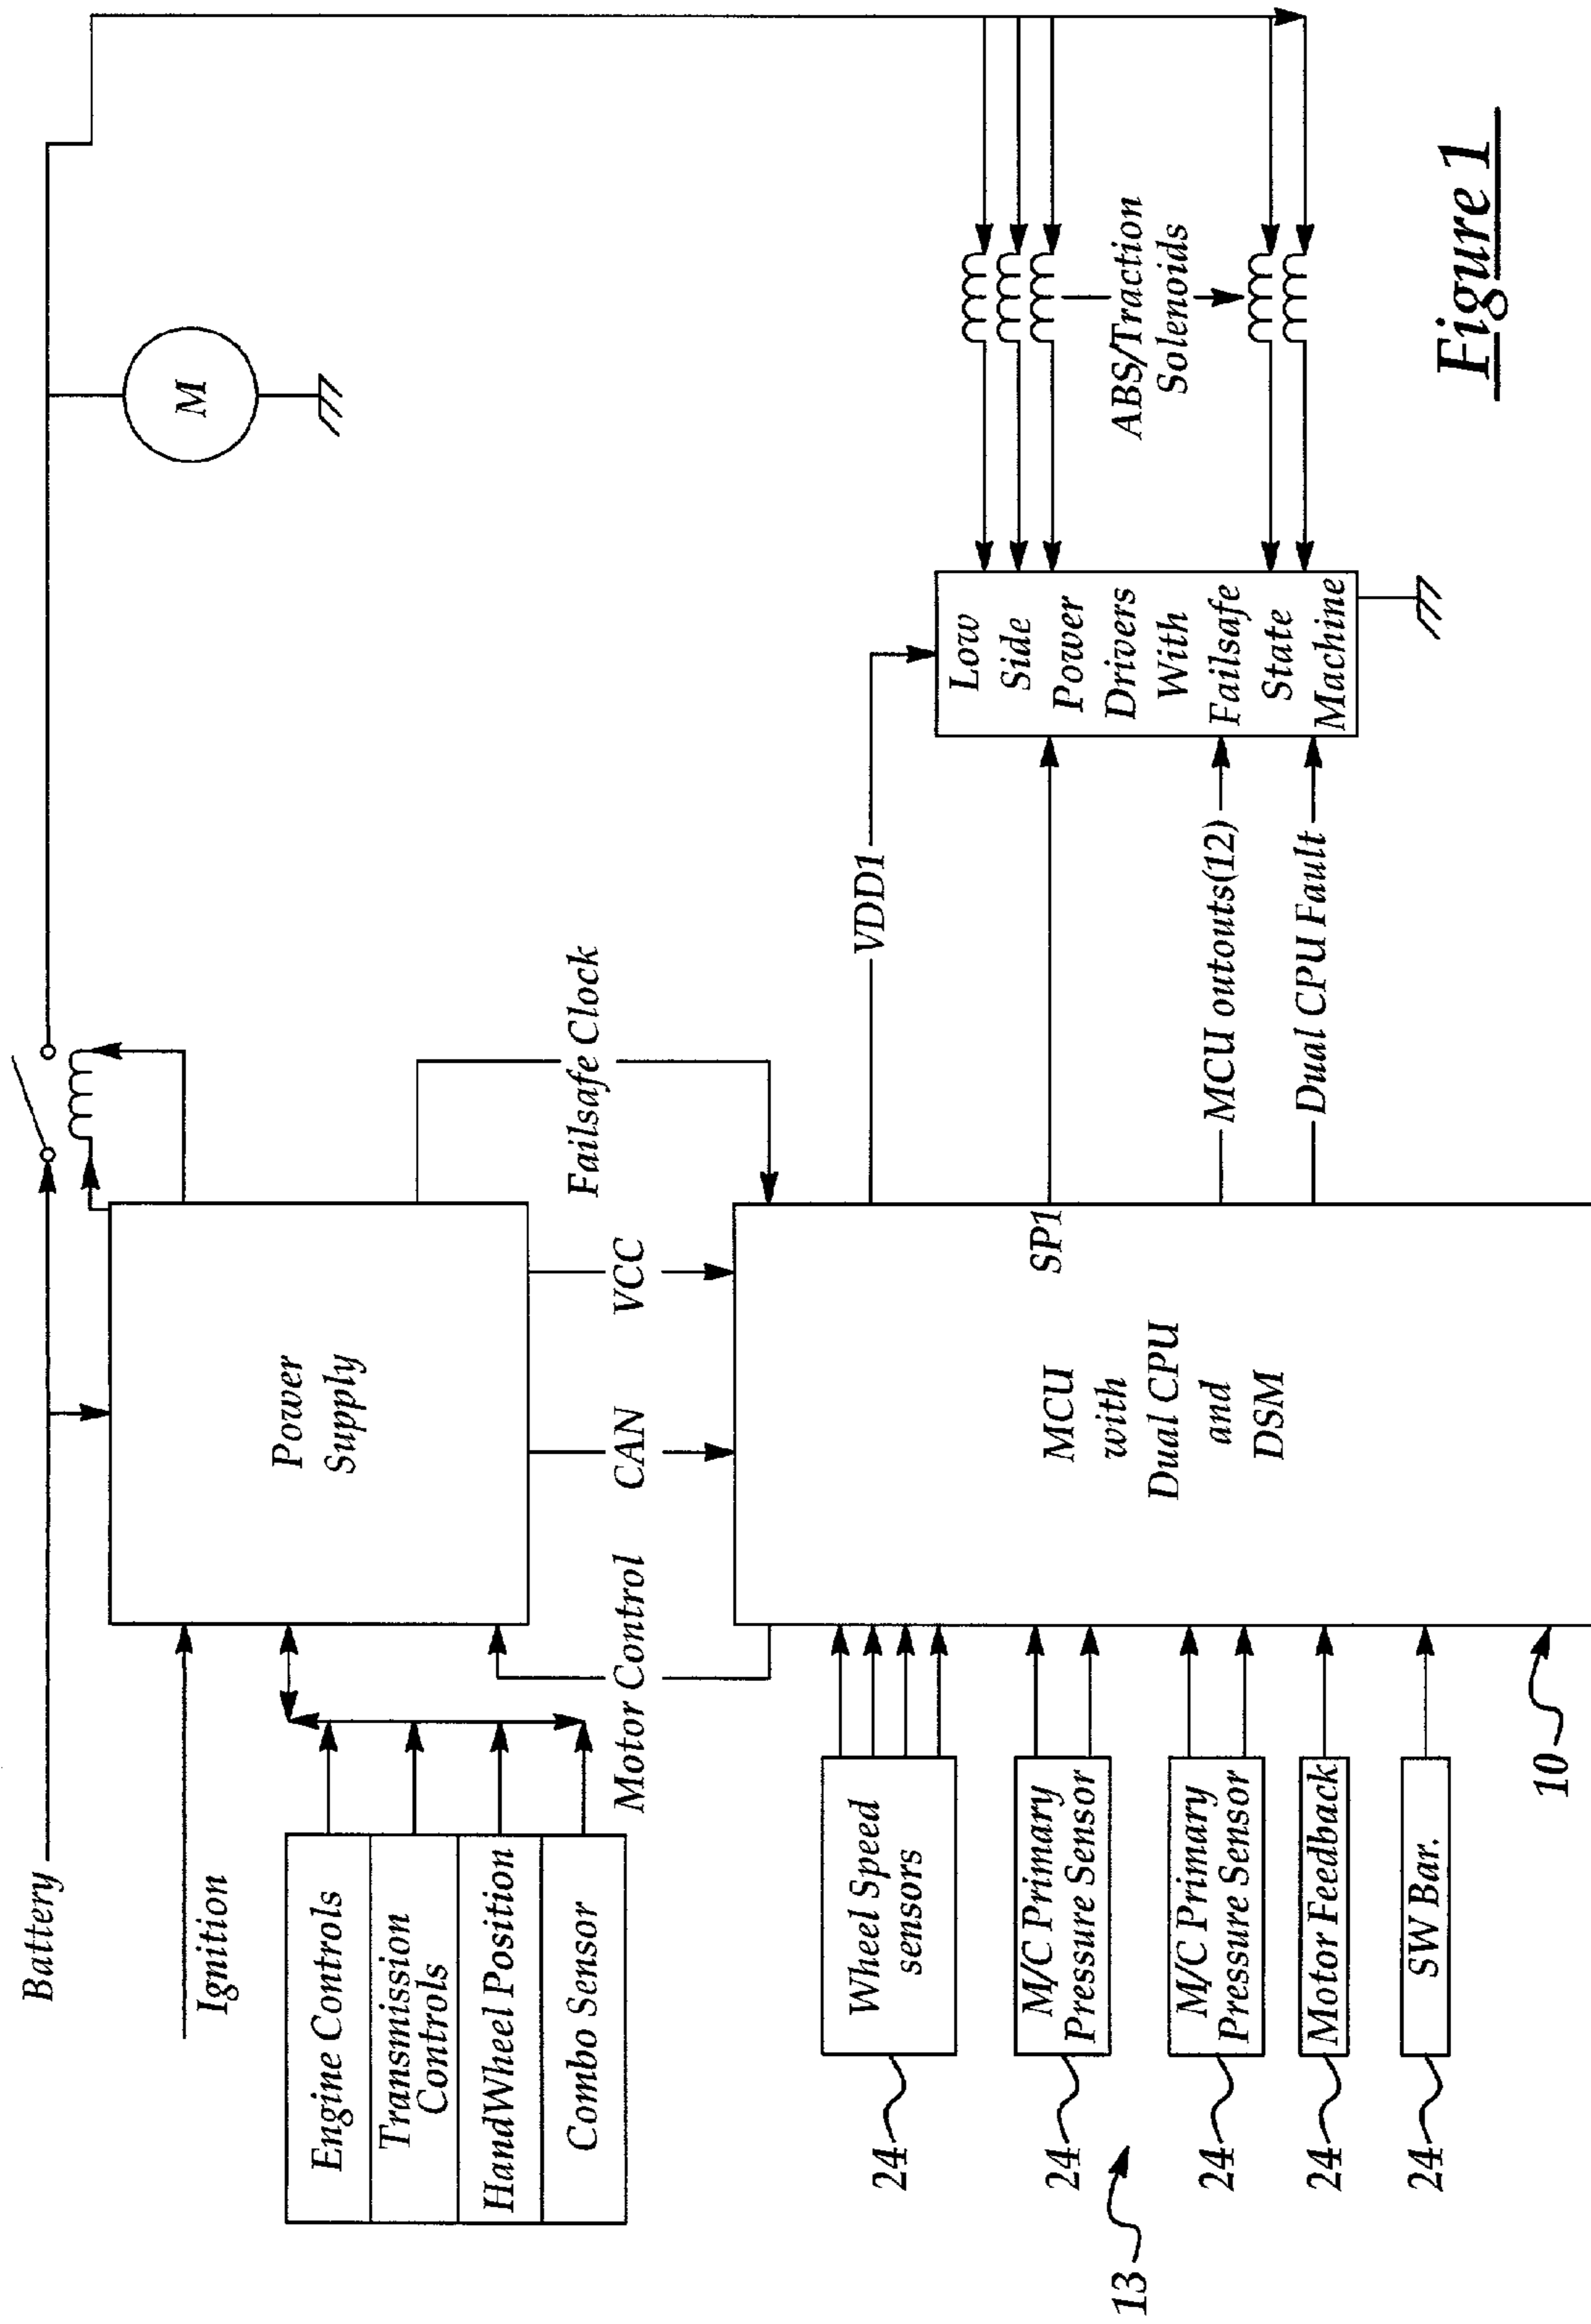 Battery
Ignition
Engine Controls
Transmission
Controls
HandWheel Position
Combo Sensor
Power
Supply
M
Motor Control
CAN
VCC
Failsafe Clock
Wheel Speed
sensors
M/C Primary
Pressure Sensor
M/C Primary
Pressure Sensor
Motor Feedback
SW Bar.
24
24
24
24
24
13
10
MCU
with
Dual CPU
and
DSM
SP1
VDD1
MCU outouts(12)
Dual CPU Fault
Low
Side
Power
Drivers
With
Failsafe
State
Machine
ABS/Traction
Solenoids
Figure 1